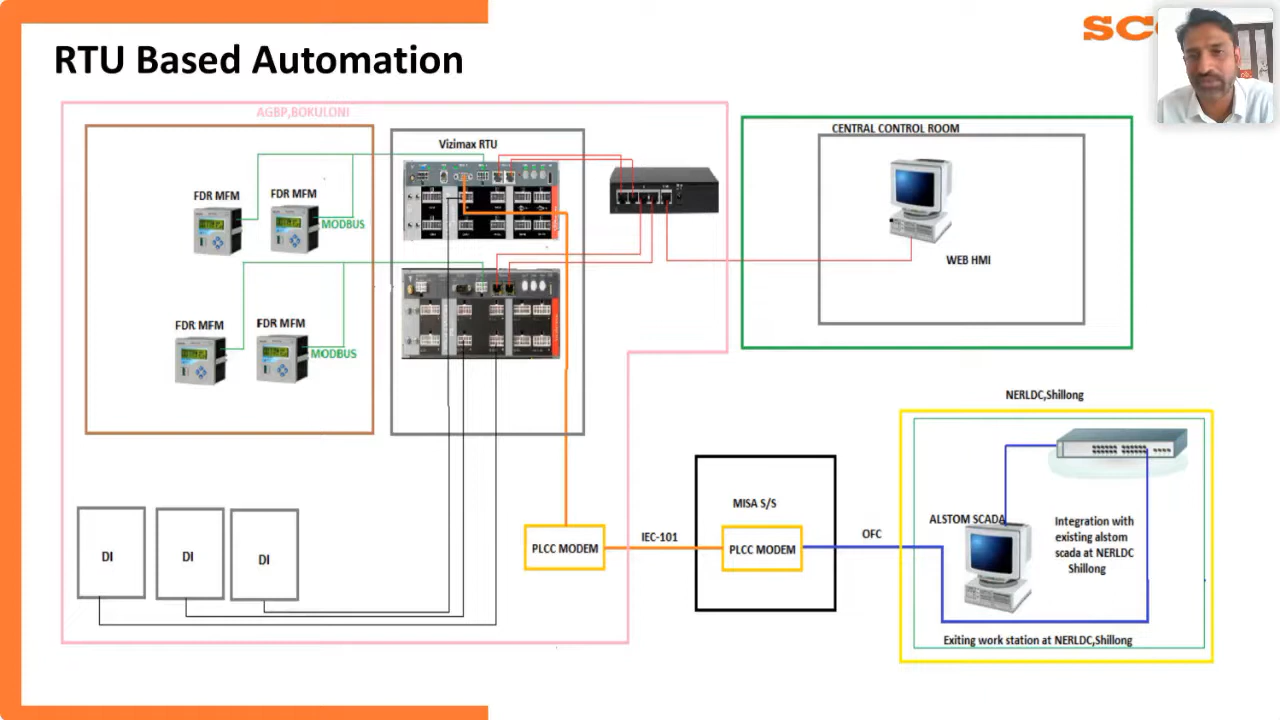 RTU Based Automation
SC
AGBP,BOKULONI
Vizimax RTU
FDR MFM
FDR MFM
MODBUS
FDR MFM
FDR MFM
MODBUS
CENTRAL CONTROL ROOM
WEB HMI
NERLDC,Shillong
DI
DI
DI
PLCC MODEM
IEC-101
MISA S/S
PLCC MODEM
OFC
ALSTOM SCADA
Integration with
existing alstom
scada at NERLDC
Shillong
Exiting work station at NERLDC,Shillong